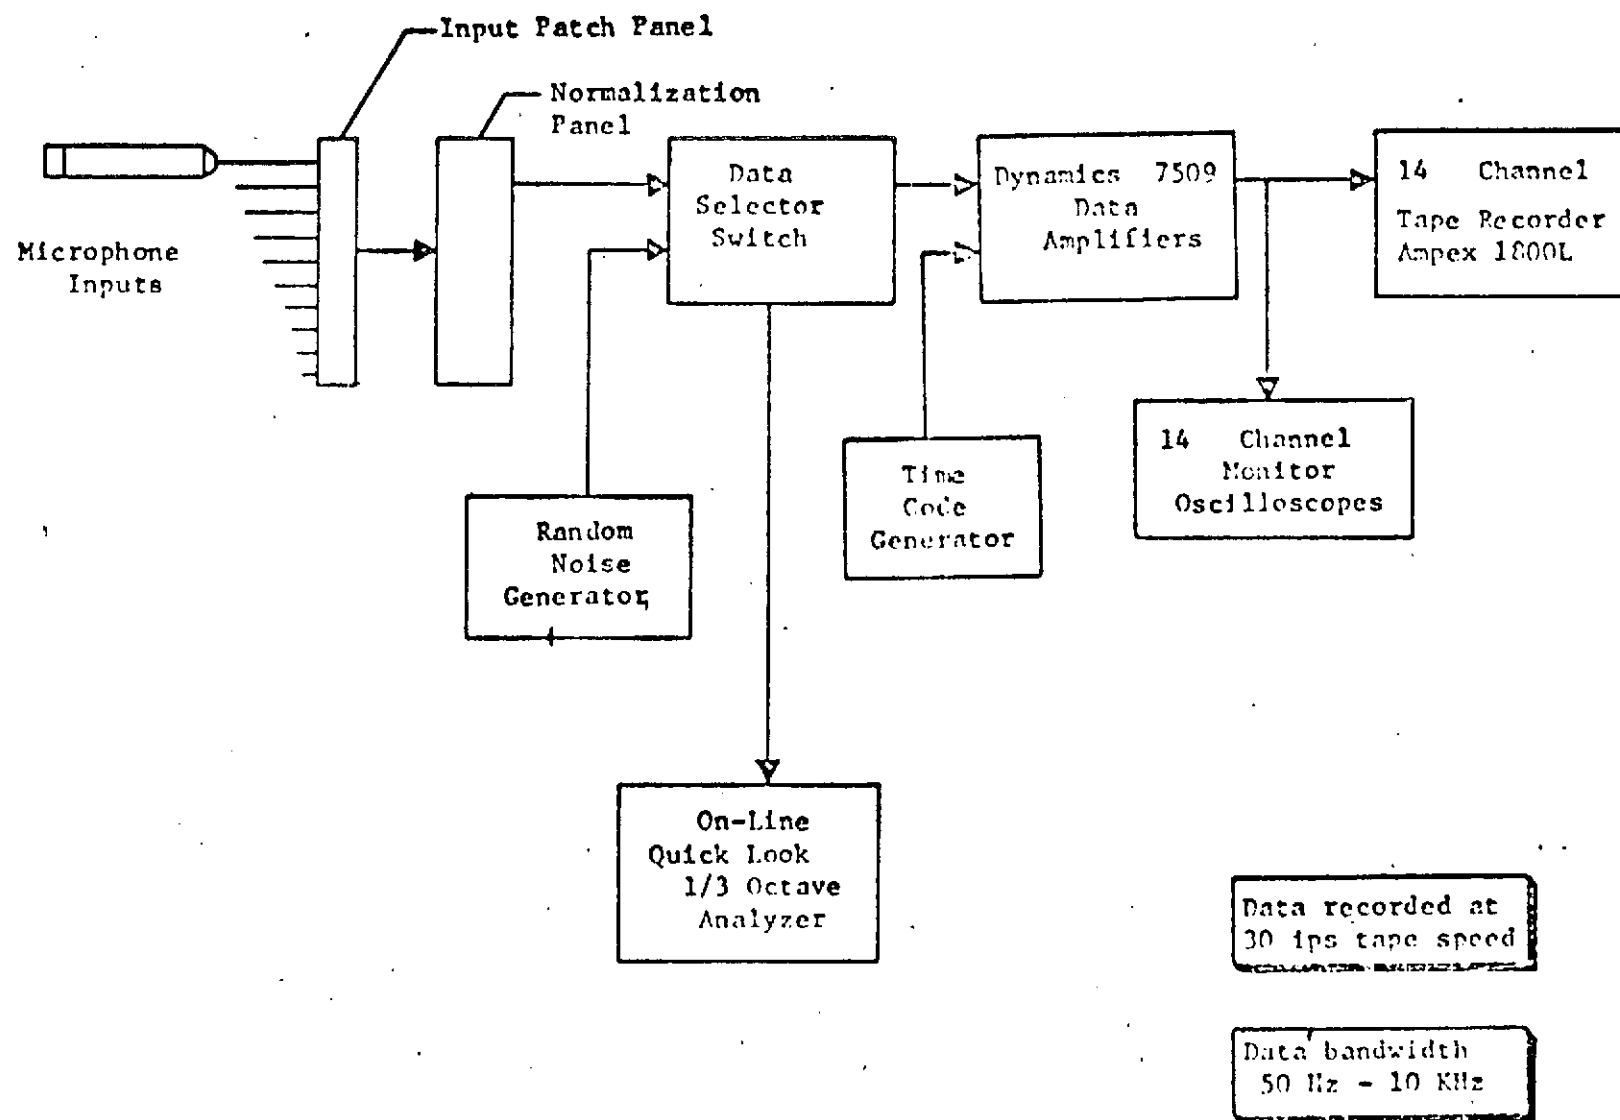 Input Patch Panel
Normalization
Panel
Microphone
Inputs
Data
Selector
Switch
Dynamics 7509
Data
Amplifiers
14 Channel
Tape Recorder
Ampex 1800L
14 Channel
Monitor
Oscilloscopes
Time
Code
Generator
Random
Noise
Generator
On-Line
Quick Look
1/3 Octave
Analyzer
Data recorded at
30 ips tape speed
Data bandwidth
50 Hz - 10 KHz